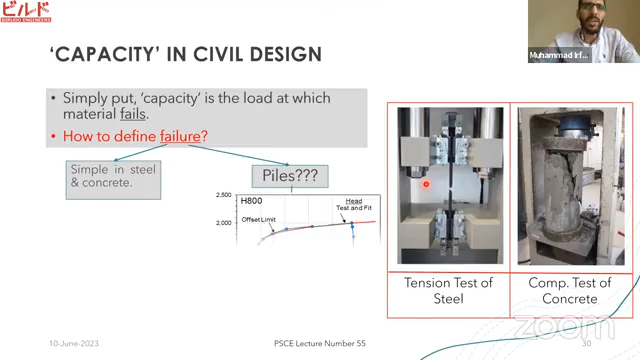 ビルド
BIRUDO ENGINEERS
Muhammad Irf...
'CAPACITY' IN CIVIL DESIGN
Simply put, 'capacity' is the load at which
material fails.
How to define failure?
Simple in steel
& concrete.
Piles???
2,500
2,000
H800
Offset Limit
Head
Test and Fit
Tension Test of
Steel
Comp. Test of
Concrete
zoom
10-June-2023
PSCE Lecture Number 55
30